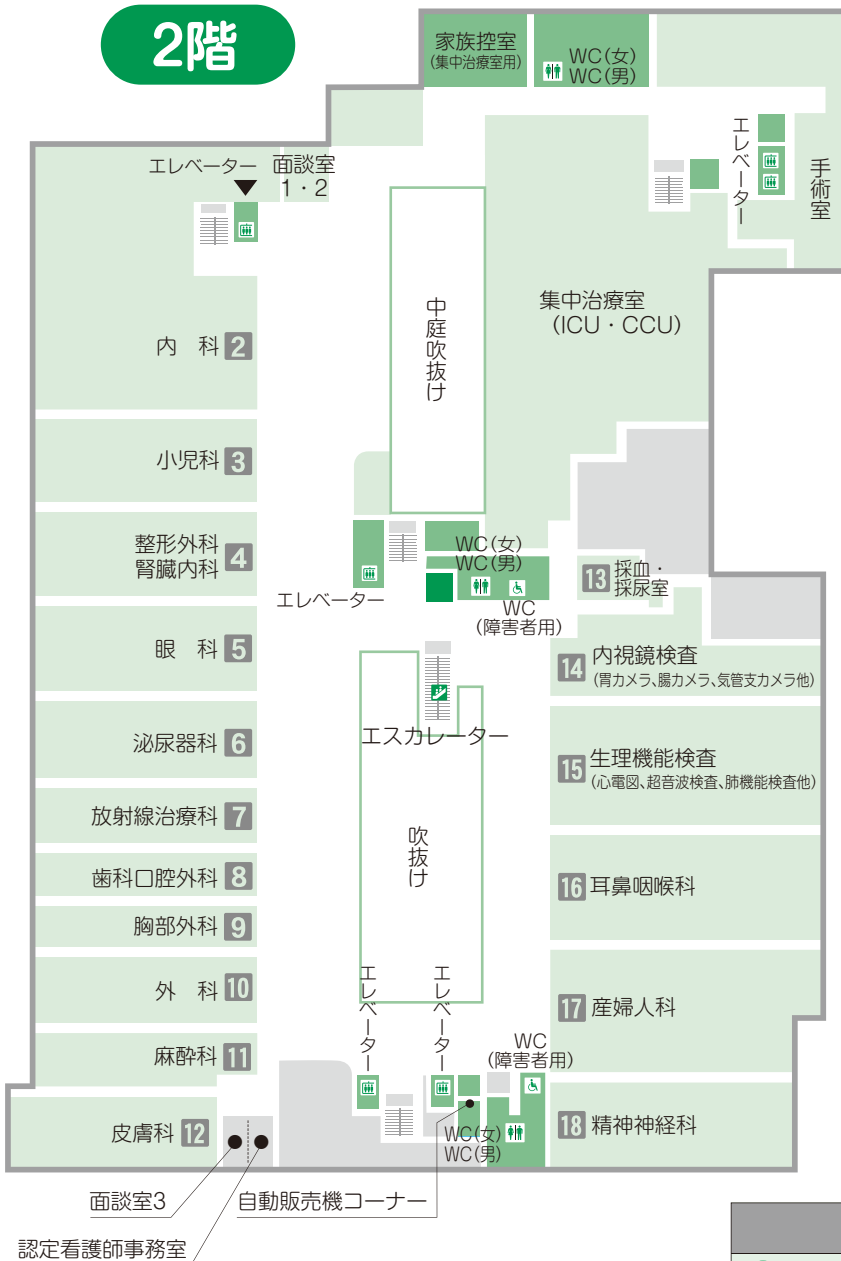 2階
家族控室
(集中治療室用)
WC(女)
WC(男)
エレベーター
面談室
1・2
エレベーター
手術室
集中治療室
(ICU・CCU)
中庭吹抜け
内 科 2
小児科 3
整形外科
腎臓内科 4
眼 科 5
泌尿器科 6
放射線治療科 7
歯科口腔外科 8
胸部外科 9
外 科 10
麻酔科 11
皮膚科 12
エレベーター
WC(女)
WC(男)
WC
(障害者用)
13 採血・
採尿室
14 内視鏡検査
(胃カメラ、腸カメラ、気管支カメラ他)
エスカレーター
15 生理機能検査
(心電図、超音波検査、肺機能検査他)
吹抜け
16 耳鼻咽喉科
17 産婦人科
エレベーター
エレベーター
WC
(障害者用)
WC(女)
WC(男)
18 精神神経科
面談室3
自動販売機コーナー
認定看護師事務室